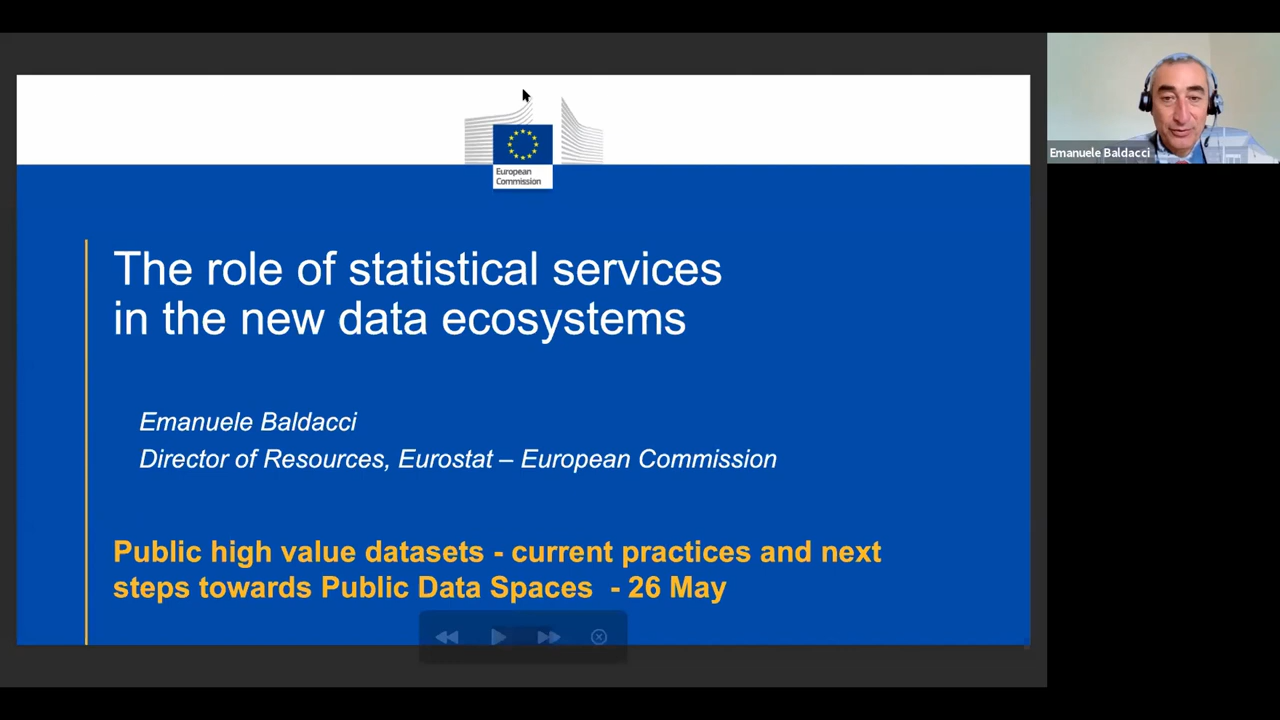 European
Commission
The role of statistical services
in the new data ecosystems
Emanuele Baldacci
Director of Resources, Eurostat – European Commission
Public high value datasets - current practices and next
steps towards Public Data Spaces - 26 May
Emanuele Baldacci